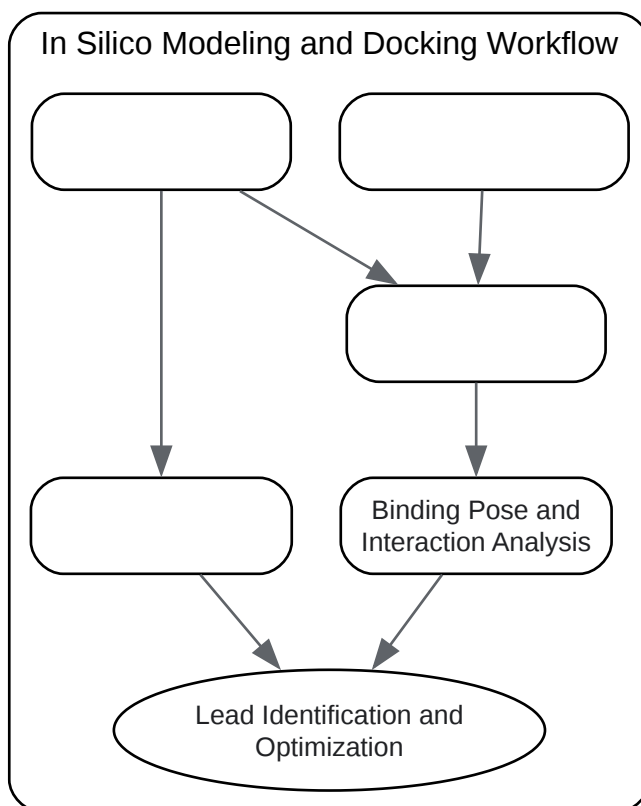 In Silico Modeling and Docking Workflow
Binding Pose and
Interaction Analysis
Lead Identification and
Optimization